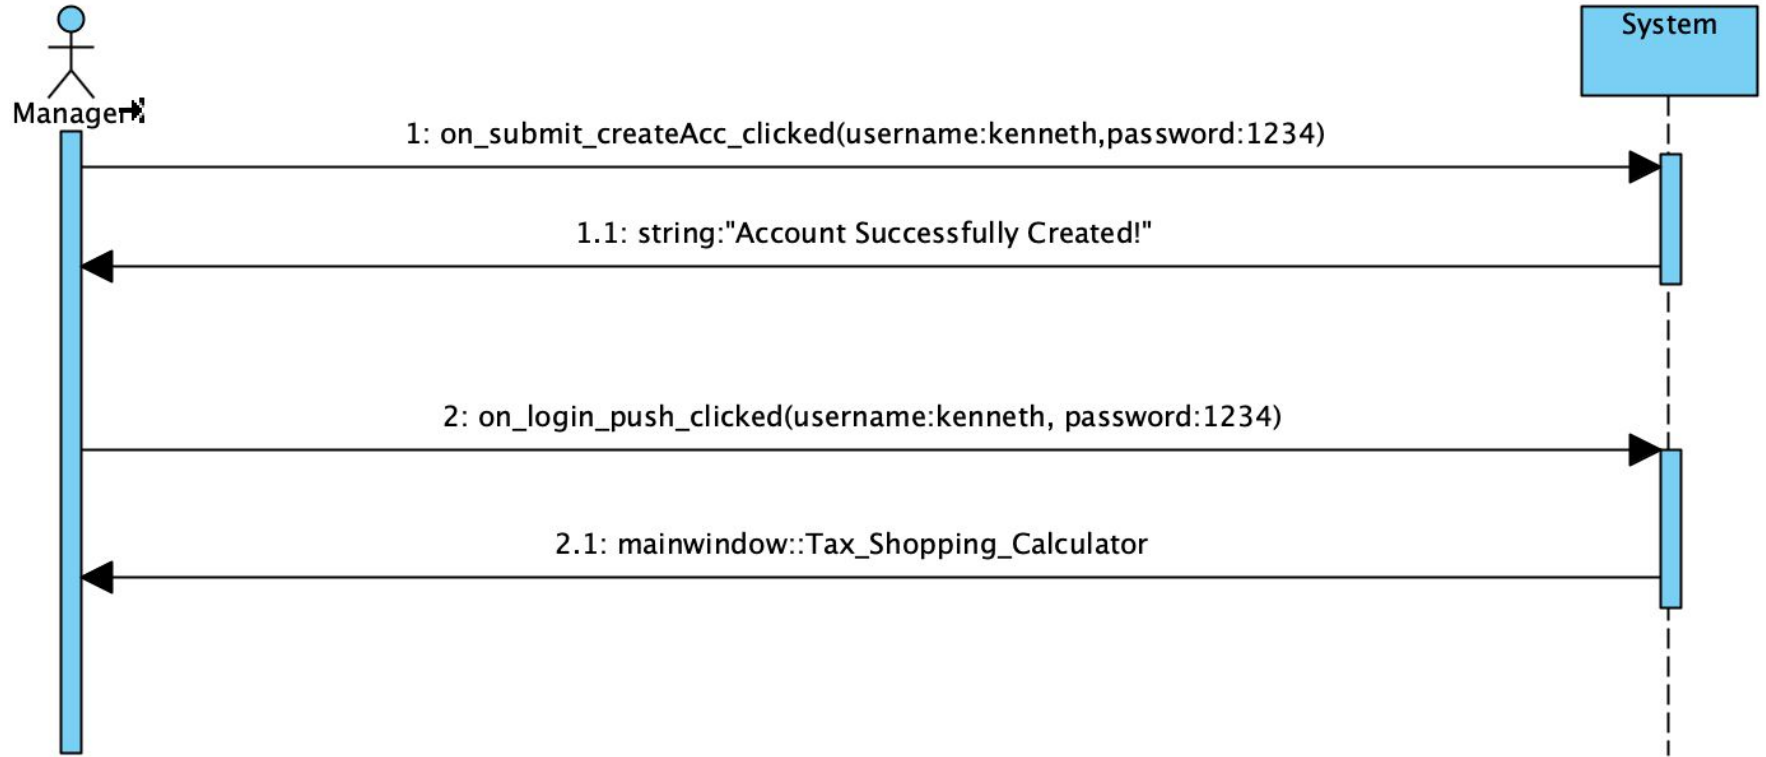 System
Manager
1: on_submit_createAcc_clicked(username:kenneth,password:1234)
1.1: string:"Account Successfully Created!"
2: on_login_push_clicked(username:kenneth, password:1234)
2.1: mainwindow::Tax_Shopping_Calculator